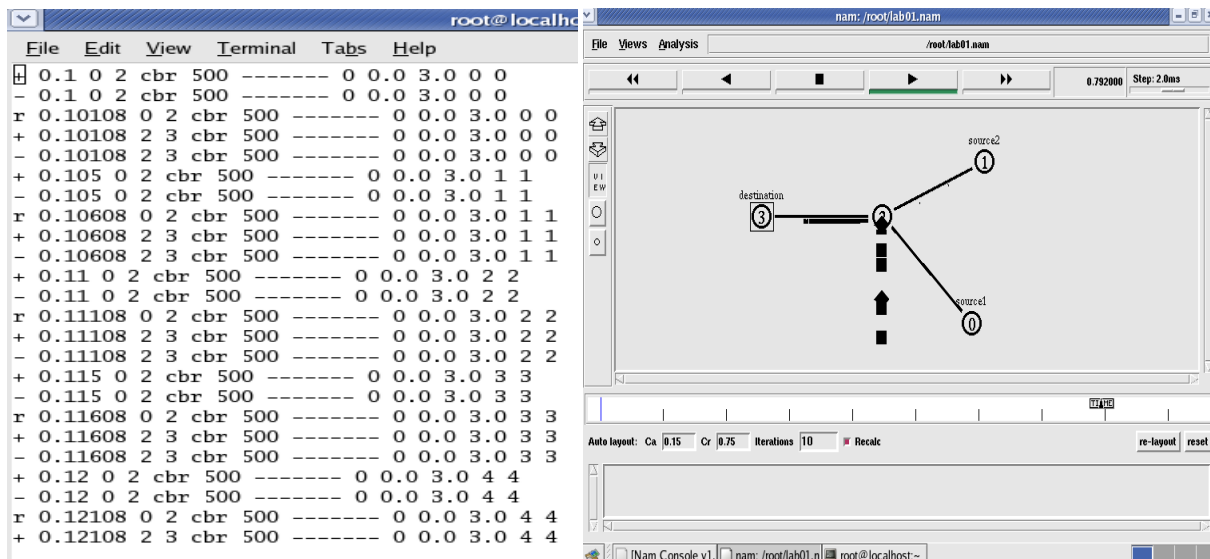 root@localho
File Edit View Terminal Tabs Help
+ 0.1 0 2 cbr 500 ------- 0 0.0 3.0 0 0
- 0.1 0 2 cbr 500 ------- 0 0.0 3.0 0 0
r 0.10108 0 2 cbr 500 ------- 0 0.0 3.0 0 0
+ 0.10108 2 3 cbr 500 ------- 0 0.0 3.0 0 0
- 0.10108 2 3 cbr 500 ------- 0 0.0 3.0 0 0
+ 0.105 0 2 cbr 500 ------- 0 0.0 3.0 1 1
- 0.105 0 2 cbr 500 ------- 0 0.0 3.0 1 1
r 0.10608 0 2 cbr 500 ------- 0 0.0 3.0 1 1
+ 0.10608 2 3 cbr 500 ------- 0 0.0 3.0 1 1
- 0.10608 2 3 cbr 500 ------- 0 0.0 3.0 1 1
+ 0.11 0 2 cbr 500 ------- 0 0.0 3.0 2 2
- 0.11 0 2 cbr 500 ------- 0 0.0 3.0 2 2
r 0.11108 0 2 cbr 500 ------- 0 0.0 3.0 2 2
+ 0.11108 2 3 cbr 500 ------- 0 0.0 3.0 2 2
- 0.11108 2 3 cbr 500 ------- 0 0.0 3.0 2 2
+ 0.115 0 2 cbr 500 ------- 0 0.0 3.0 3 3
- 0.115 0 2 cbr 500 ------- 0 0.0 3.0 3 3
r 0.11608 0 2 cbr 500 ------- 0 0.0 3.0 3 3
+ 0.11608 2 3 cbr 500 ------- 0 0.0 3.0 3 3
- 0.11608 2 3 cbr 500 ------- 0 0.0 3.0 3 3
+ 0.12 0 2 cbr 500 ------- 0 0.0 3.0 4 4
- 0.12 0 2 cbr 500 ------- 0 0.0 3.0 4 4
r 0.12108 0 2 cbr 500 ------- 0 0.0 3.0 4 4
+ 0.12108 2 3 cbr 500 ------- 0 0.0 3.0 4 4
nam: /root/lab01.nam
File Views Analysis /root/lab01.nam
0.792000 Step: 2.0ms
VIEW
source2
1
destination
3
source1
0
TIME
Auto layout: Ca 0.15 Cr 0.75 Iterations 10 Recalc re-layout reset
[Nam Console v1. nam: /root/lab01.n root@localhost:~